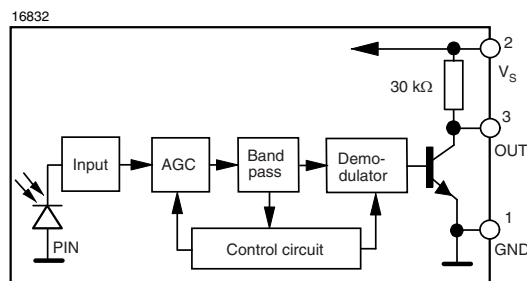 16832
2
V_S
30 kΩ
3
OUT
Input
AGC
Band
pass
Demo-
dulator
PIN
Control circuit
1
GND